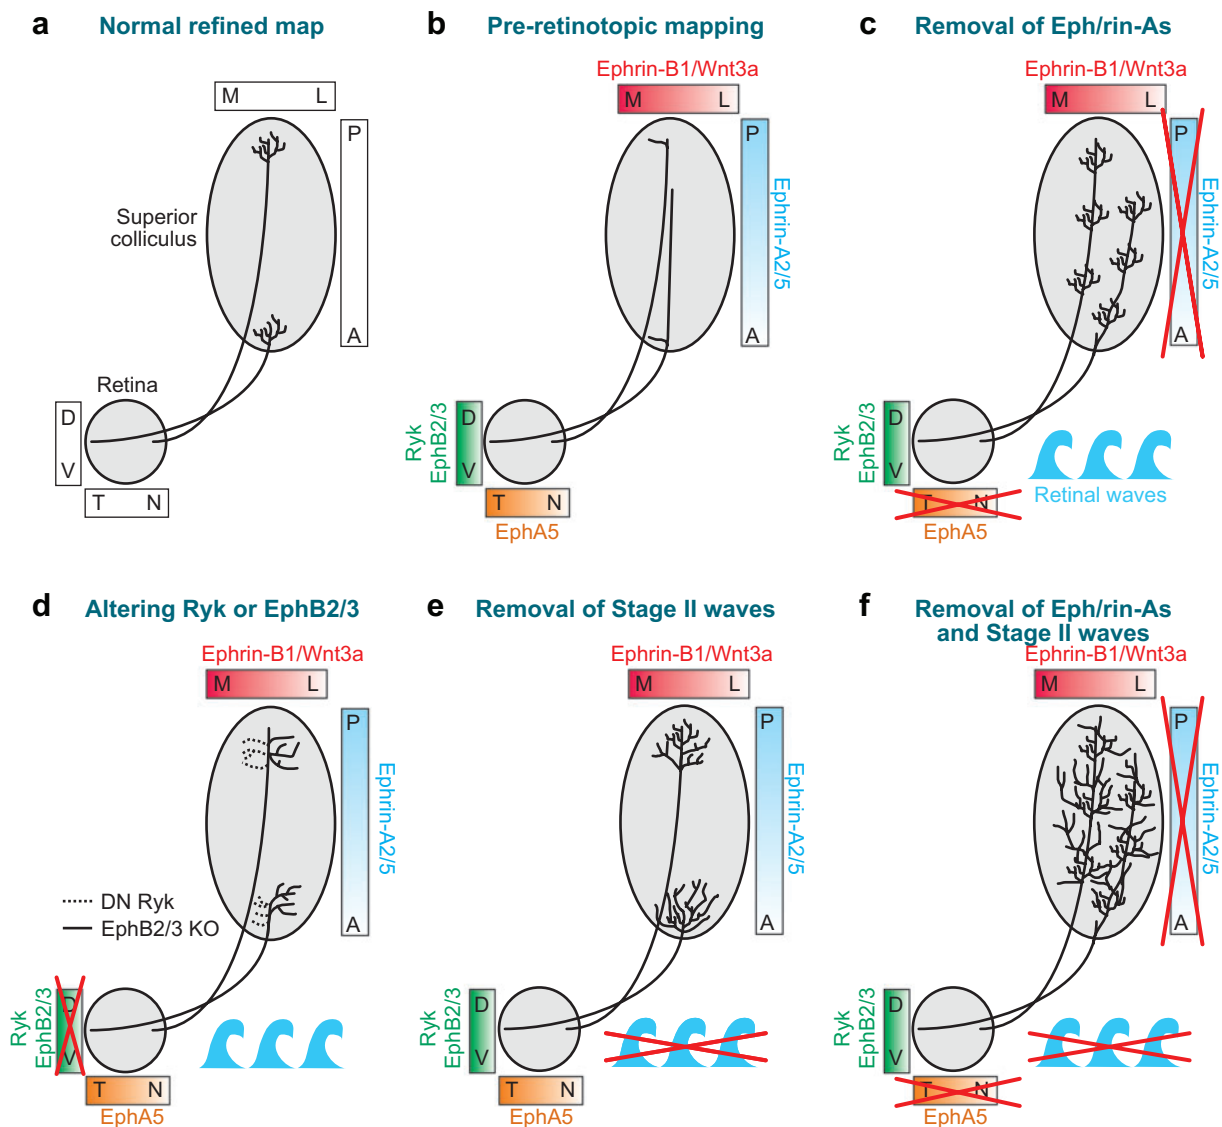 a Normal refined map
M L
P
Superior
colliculus
A
Retina
D
V
T N
b Pre-retinotopic mapping
Ephrin-B1/Wnt3a
M L
P
Ephrin-A2/5
A
Ryk
EphB2/3
D
V
T N
EphA5
c Removal of Eph/rin-As
Ephrin-B1/Wnt3a
M L
P
Ephrin-A2/5
A
Ryk
EphB2/3
D
V
Retinal waves
T N
EphA5
d Altering Ryk or EphB2/3
Ephrin-B1/Wnt3a
M L
P
Ephrin-A2/5
DN Ryk
EphB2/3 KO
A
Ryk
EphB2/3
D
V
T N
EphA5
e Removal of Stage II waves
Ephrin-B1/Wnt3a
M L
P
Ephrin-A2/5
A
Ryk
EphB2/3
D
V
T N
EphA5
f Removal of Eph/rin-As
and Stage II waves
Ephrin-B1/Wnt3a
M L
P
Ephrin-A2/5
A
Ryk
EphB2/3
D
V
T N
EphA5